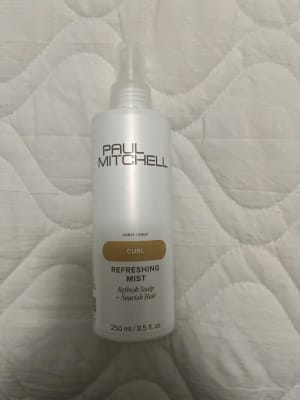 PAUL
MITCHELL
CURL
REFRESHING
MIST
Refresh Scalp
+ Nourish Hair
250 ml / 8.5 fl. oz